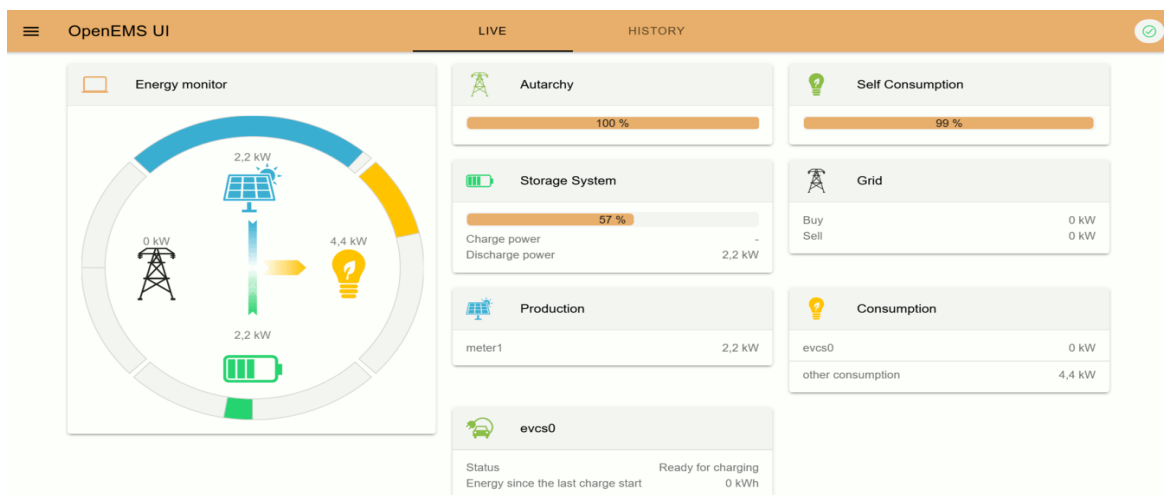 OpenEMS UI
LIVE
HISTORY
Energy monitor
2,2 kW
0 kW
4,4 kW
2,2 kW
Autarchy
100 %
Self Consumption
99 %
Storage System
57 %
Charge power -
Discharge power 2,2 kW
Grid
Buy 0 kW
Sell 0 kW
Production
meter1 2,2 kW
Consumption
evcs0 0 kW
other consumption 4,4 kW
evcs0
Status Ready for charging
Energy since the last charge start 0 kWh